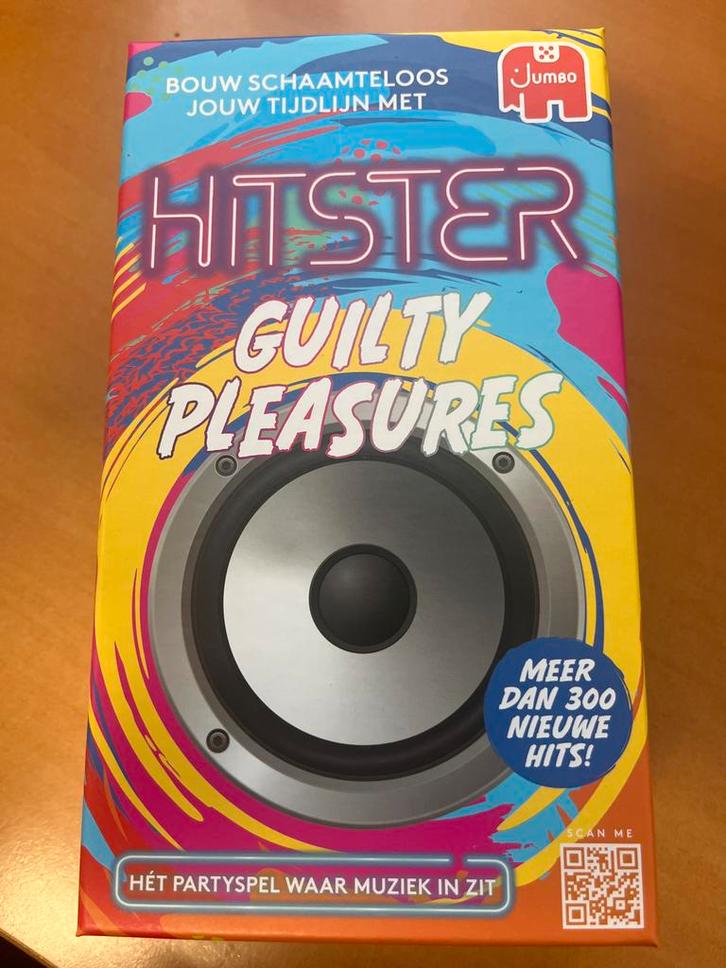 BOUW SCHAAMTELOOS
JOUW TIJDLIJN MET
JUMBO
HITSTER
GUILTY
PLEASURES
MEER
DAN 300
NIEUWE
HITS!
SCAN ME
HÉT PARTYSPEL WAAR MUZIEK IN ZIT